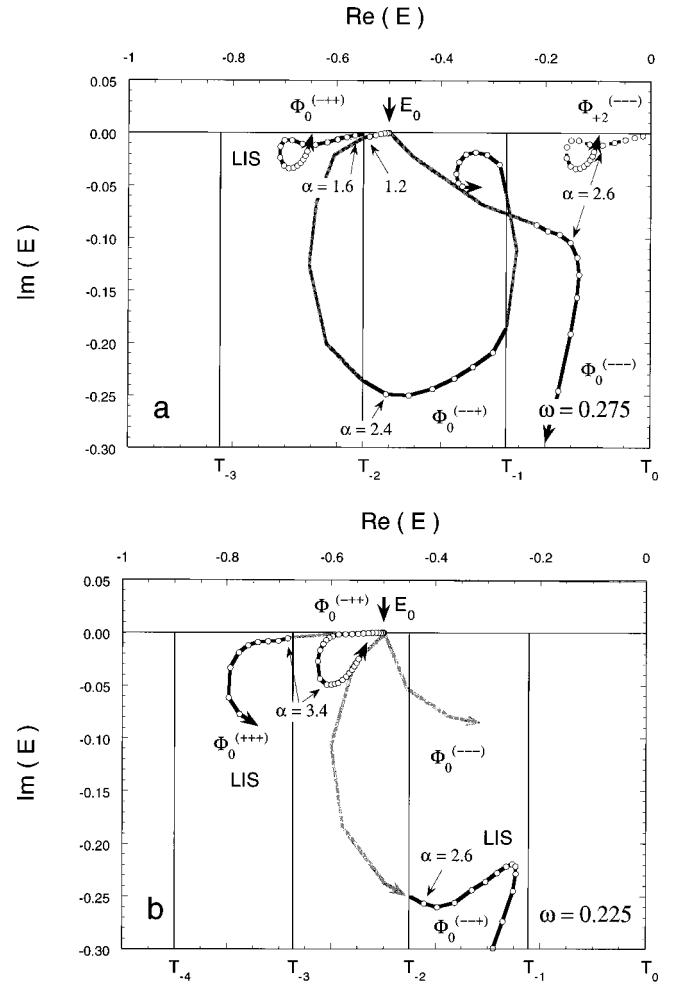 Re ( E )
-1 -0.8 -0.6 -0.4 -0.2 0
0.05
0.00
-0.05
-0.10
-0.15
-0.20
-0.25
-0.30
Im ( E )
Φ₀⁽⁻⁺⁺⁾
E₀
Φ₊₂⁽⁻⁻⁻⁾
LIS
α = 1.6
1.2
α = 2.6
Φ₀⁽⁻⁻⁻⁾
α = 2.4
Φ₀⁽⁻⁻⁺⁾
ω = 0.275
a
T₋₃ T₋₂ T₋₁ T₀
Re ( E )
-1 -0.8 -0.6 -0.4 -0.2 0
0.05
0.00
-0.05
-0.10
-0.15
-0.20
-0.25
-0.30
Im ( E )
Φ₀⁽⁻⁺⁺⁾
E₀
α = 3.4
Φ₀⁽⁺⁺⁺⁾
LIS
Φ₀⁽⁻⁻⁻⁾
LIS
α = 2.6
Φ₀⁽⁻⁻⁺⁾
ω = 0.225
b
T₋₄ T₋₃ T₋₂ T₋₁ T₀